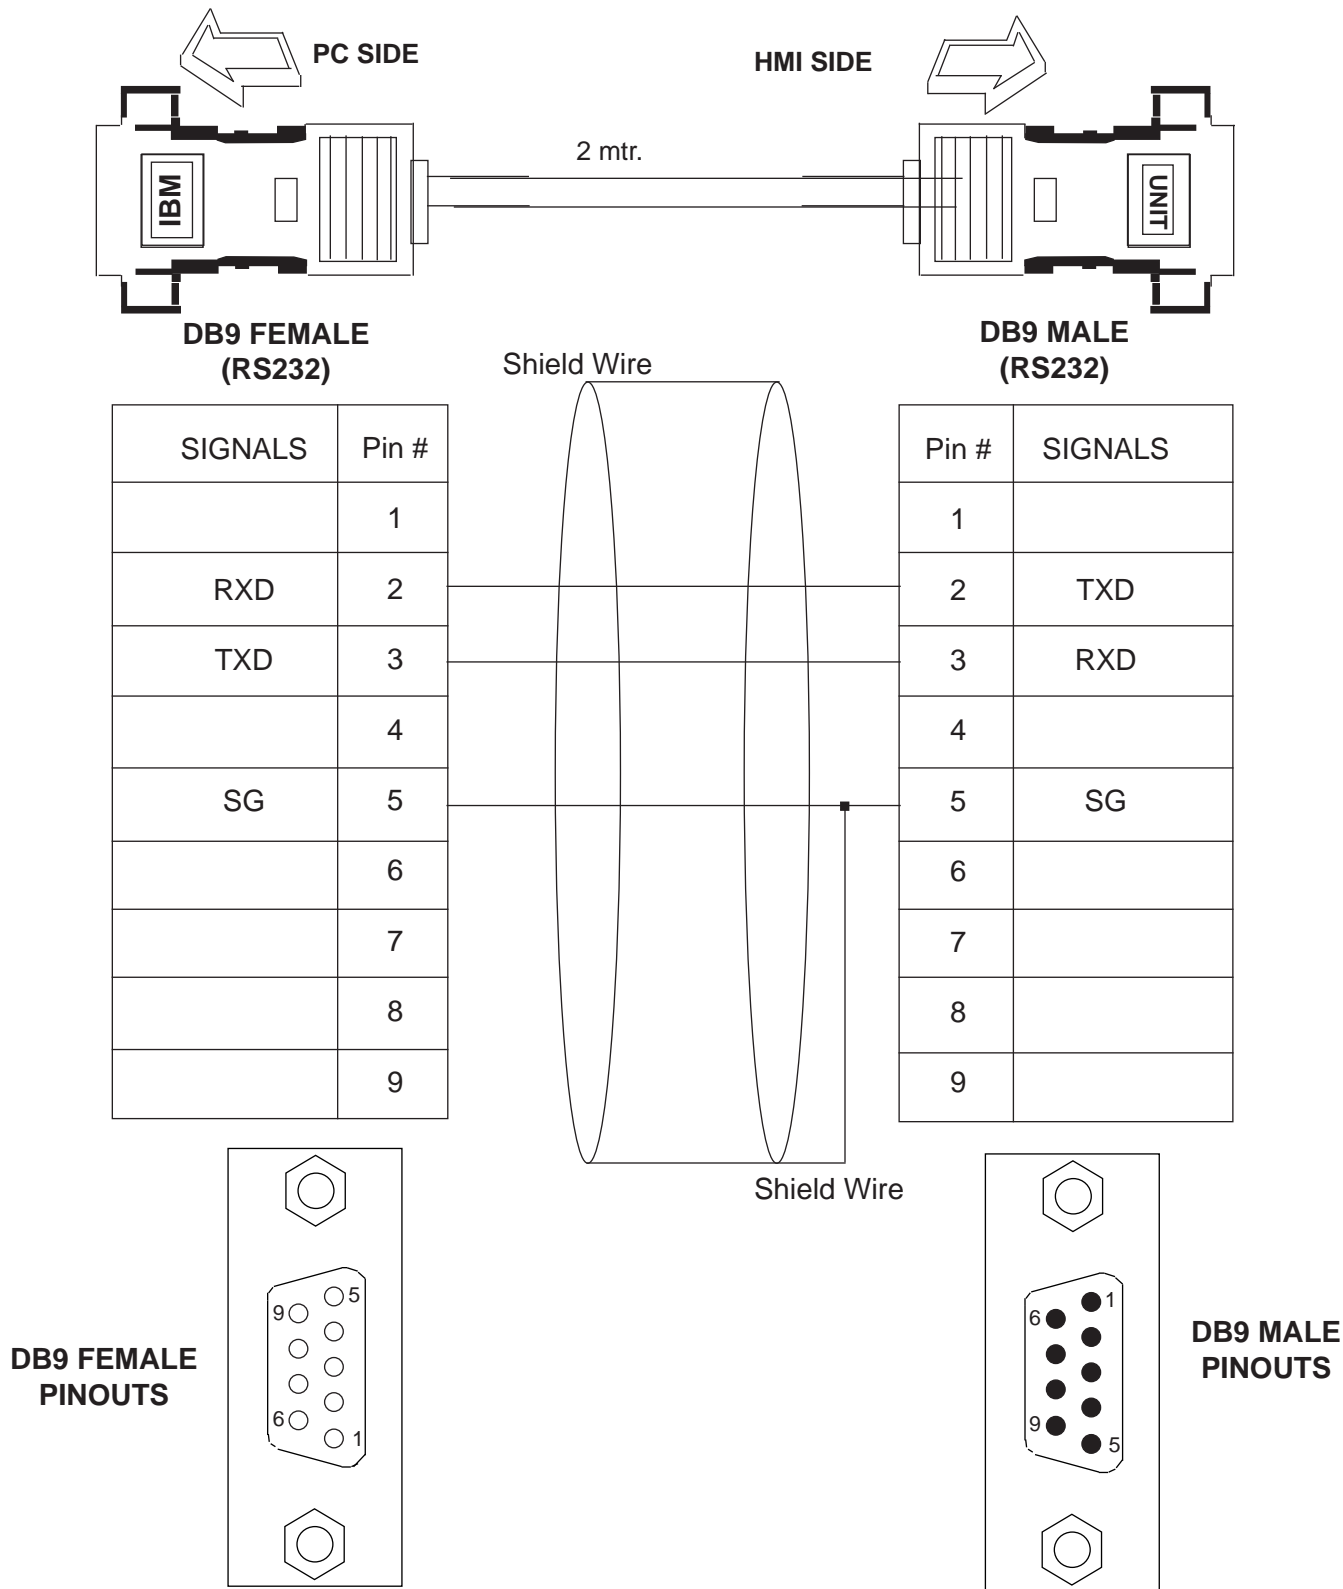 PC SIDE
HMI SIDE
2 mtr.
IBM
UNIT
DB9 FEMALE
(RS232)
DB9 MALE
(RS232)
Shield Wire
SIGNALS Pin #
1
RXD 2
TXD 3
4
SG 5
6
7
8
9
Pin # SIGNALS
1
2 TXD
3 RXD
4
5 SG
6
7
8
9
Shield Wire
DB9 FEMALE
PINOUTS
5
9
6
1
1
6
9
5
DB9 MALE
PINOUTS